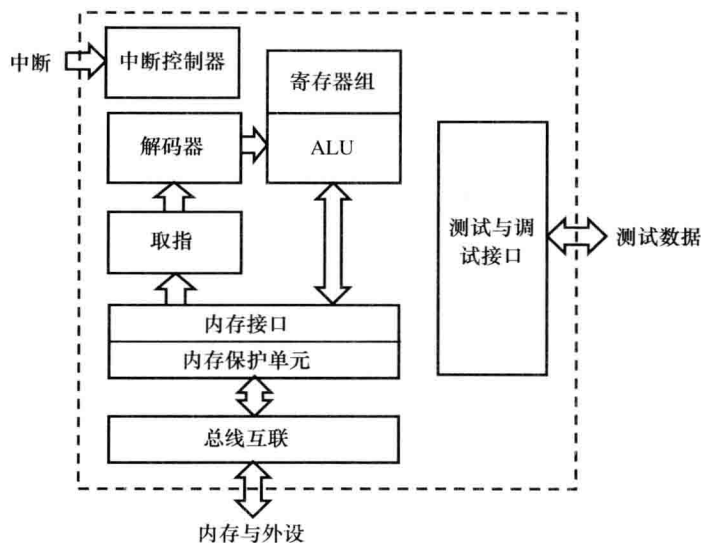 中断
中断控制器
寄存器组
解码器
ALU
取指
测试与调
试接口
测试数据
内存接口
内存保护单元
总线互联
内存与外设